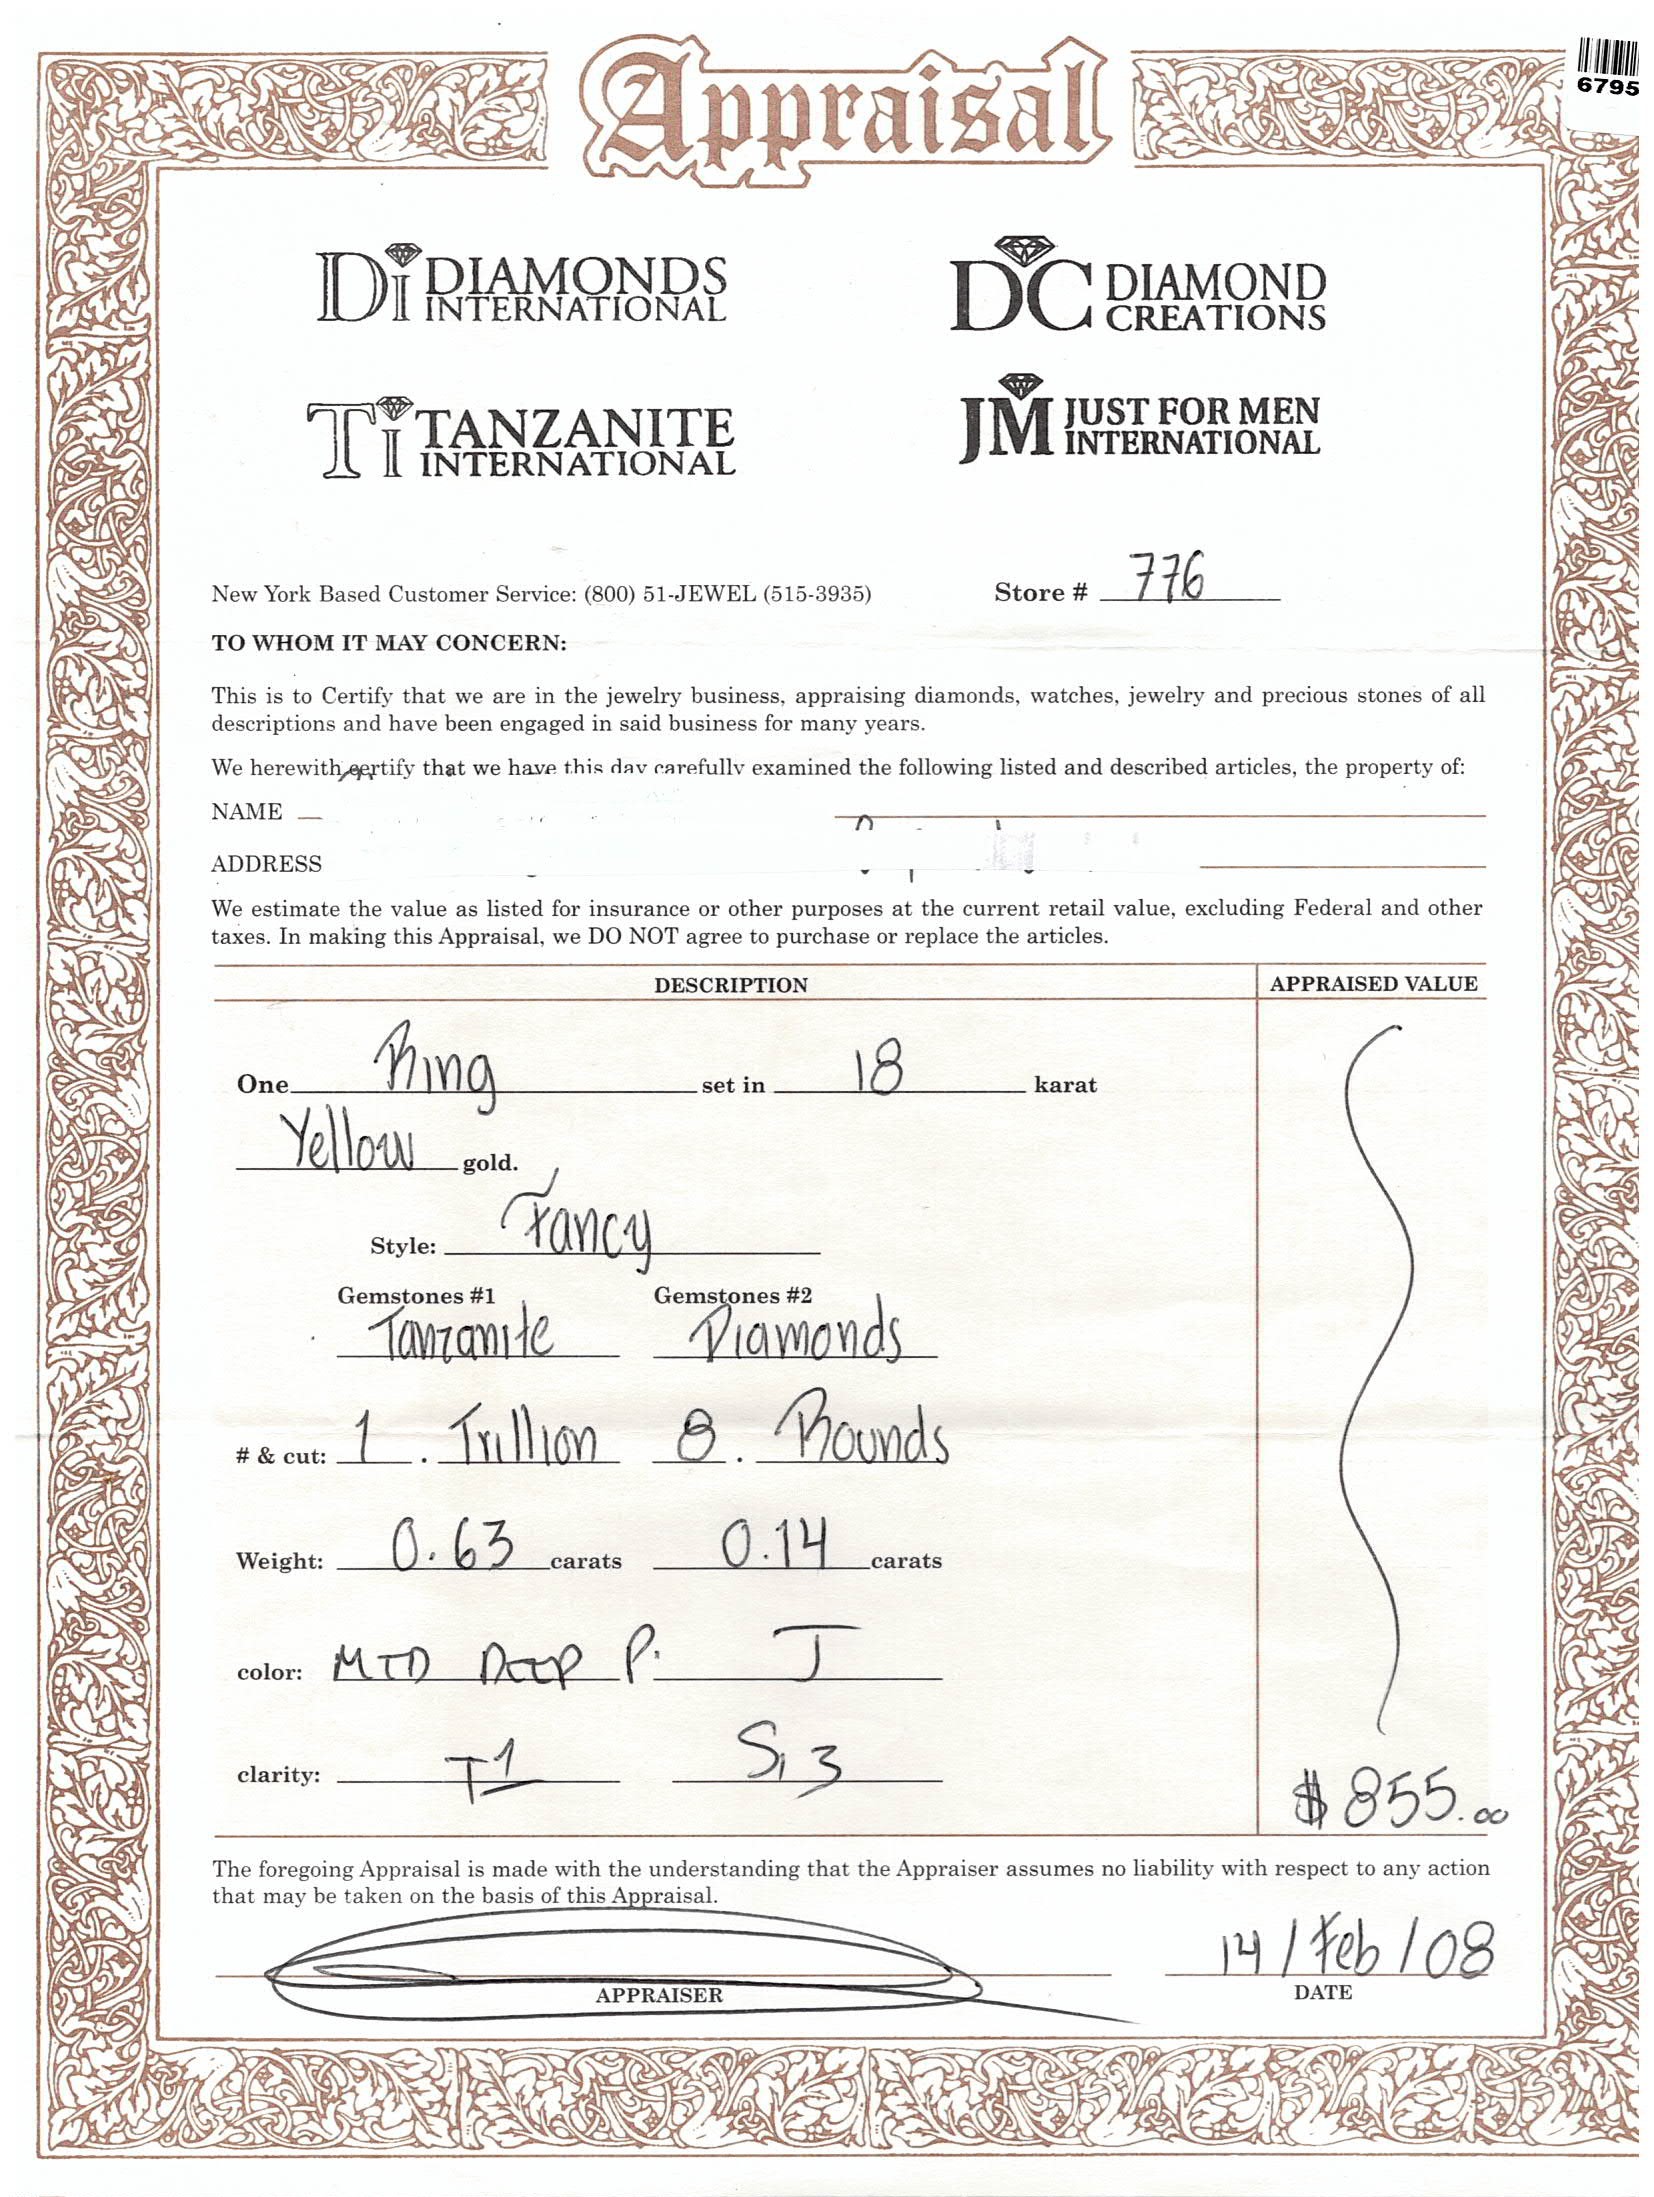 Appraisal
6795
Di DIAMONDS INTERNATIONAL
DC DIAMOND CREATIONS
Ti TANZANITE INTERNATIONAL
JM JUST FOR MEN INTERNATIONAL
New York Based Customer Service: (800) 51-JEWEL (515-3935) Store # 776
TO WHOM IT MAY CONCERN:
This is to Certify that we are in the jewelry business, appraising diamonds, watches, jewelry and precious stones of all
descriptions and have been engaged in said business for many years.
We herewith certify that we have this day carefully examined the following listed and described articles, the property of:
NAME
ADDRESS
We estimate the value as listed for insurance or other purposes at the current retail value, excluding Federal and other
taxes. In making this Appraisal, we DO NOT agree to purchase or replace the articles.
DESCRIPTION APPRAISED VALUE
One Ring set in 18 karat
Yellow gold.
Style: Fancy
Gemstones #1 Gemstones #2
Tanzanite Diamonds
# & cut: 1 . Trillion 8 . Rounds
Weight: 0.63 carats 0.14 carats
color: MED DEEP P. J
clarity: T1 SI3
$ 855.00
The foregoing Appraisal is made with the understanding that the Appraiser assumes no liability with respect to any action
that may be taken on the basis of this Appraisal.
14/Feb/08
APPRAISER DATE